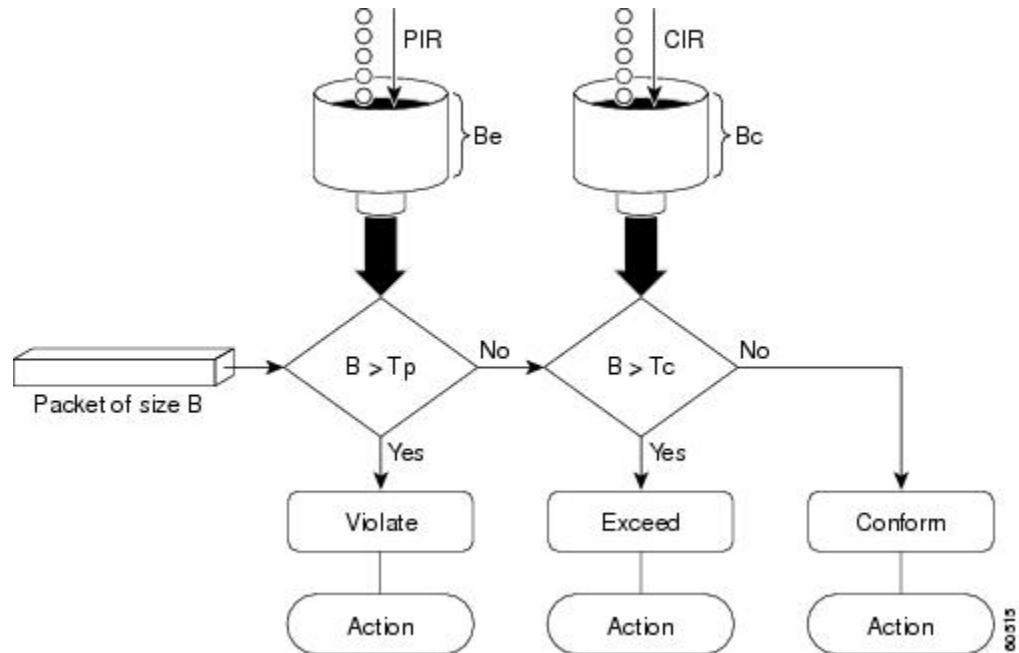 PIR
CIR
Be
Bc
B > Tp
No
B > Tc
No
Packet of size B
Yes
Yes
Violate
Exceed
Conform
Action
Action
Action
60515